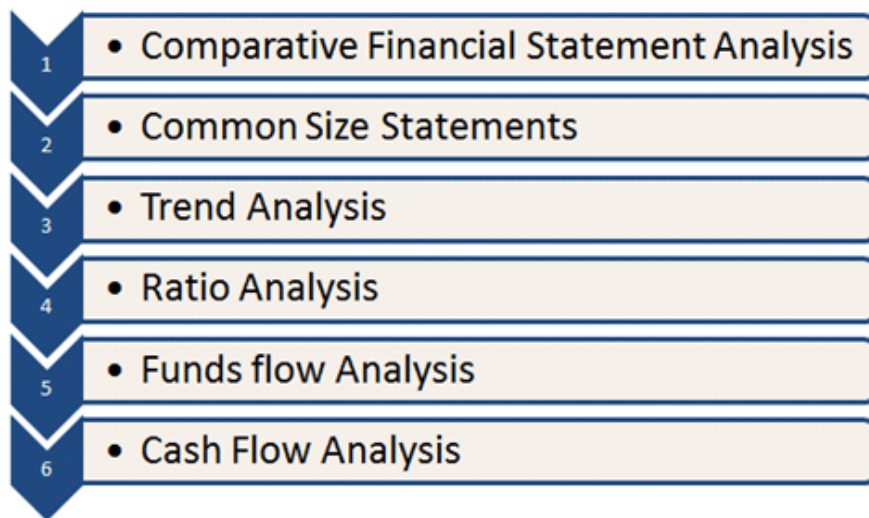 1 • Comparative Financial Statement Analysis
2 • Common Size Statements
3 • Trend Analysis
4 • Ratio Analysis
5 • Funds flow Analysis
6 • Cash Flow Analysis